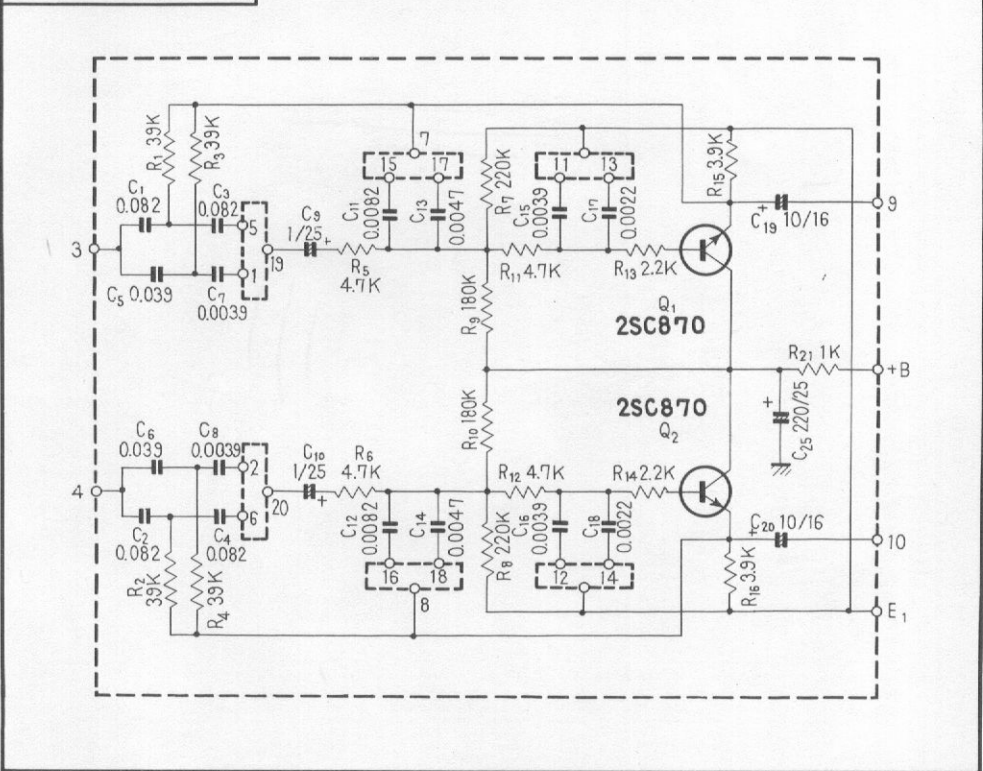 7
R1 39K
R3 39K
15 17
11 13
R7 220K
R15 3.9K
C1
0.082
C3
0.082
5
C9
1/25 +
C11
0.0082
C13
0.0047
C15
0.0039
C17
0.0022
+
C19 10/16
9
3
19
R5
4.7K
R11 4.7K
R13 2.2K
C5 0.039
C7
0.0039
1
R9 180K
Q1
2SC870
R21 1K
+B
R10 180K
2SC870
Q2
+
C25 220/25
C6
0.039
C8
0.0039
2
C10
1/25
+
R6
4.7K
R12 4.7K
R14 2.2K
4
20
C2
0.082
C4
0.082
6
C12
0.0082
C14
0.0047
C16
0.0039
C18
0.0022
+
C20 10/16
10
R2
39K
R4
39K
16 18
8
R8 220K
12 14
R16 3.9K
E1